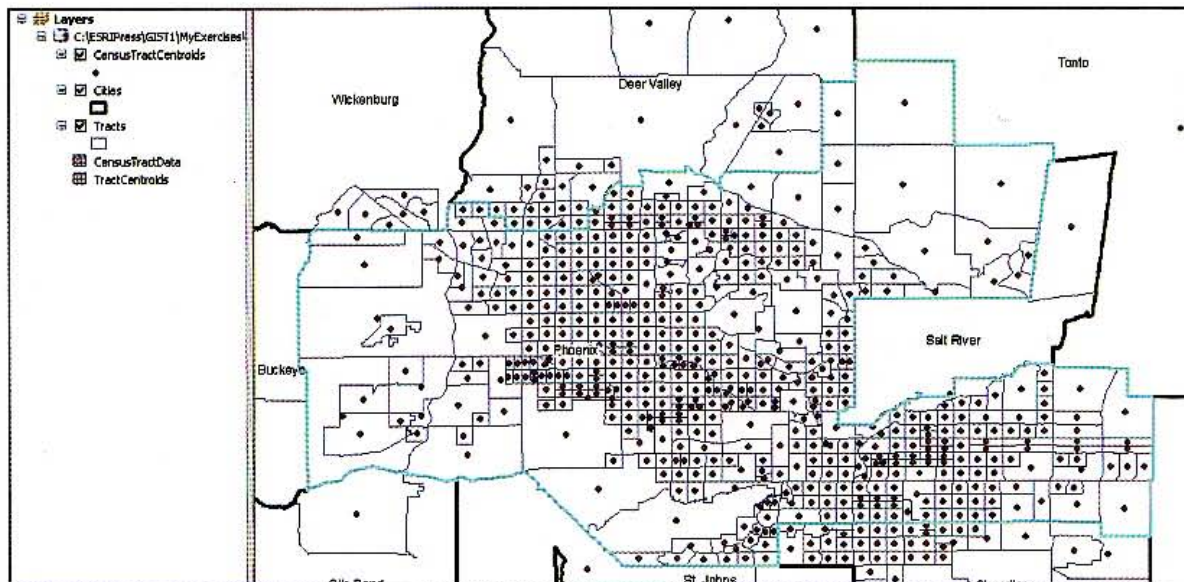 Layers
C:\ESRIPress\GIST1\MyExercises\
CensusTractCentroids
Cities
Tracts
CensusTractData
TractCentroids
Wickenburg
Deer Valley
Tonto
Phoenix
Salt River
Buckeye
St. Johns